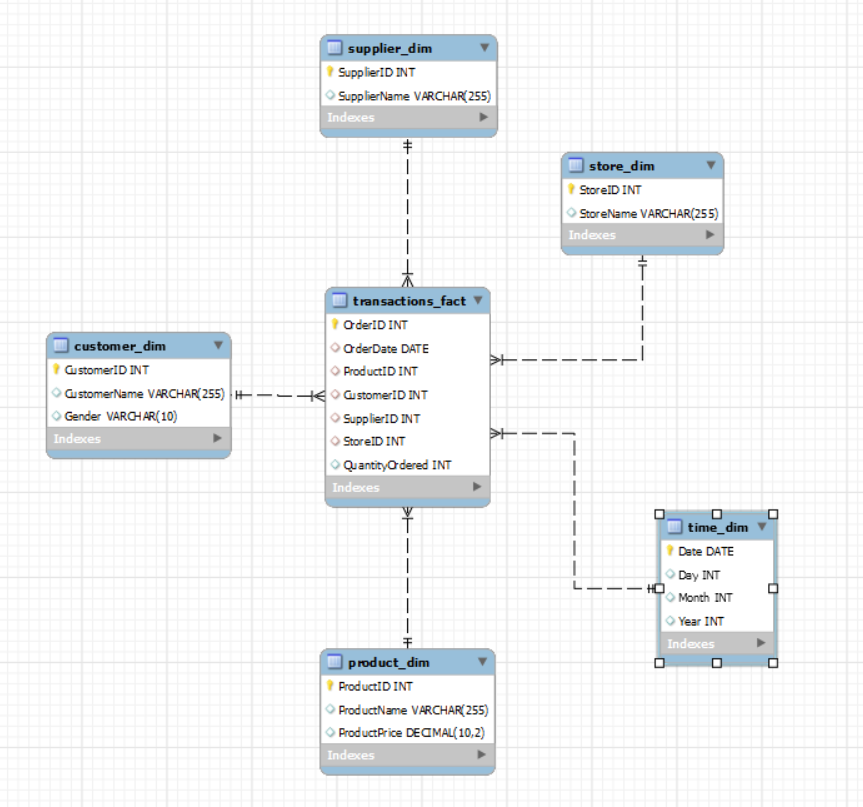 supplier_dim
SupplierID INT
SupplierName VARCHAR(255)
Indexes
store_dim
StoreID INT
StoreName VARCHAR(255)
Indexes
transactions_fact
OrderID INT
OrderDate DATE
ProductID INT
CustomerID INT
SupplierID INT
StoreID INT
QuantityOrdered INT
Indexes
customer_dim
CustomerID INT
CustomerName VARCHAR(255)
Gender VARCHAR(10)
Indexes
time_dim
Date DATE
Day INT
Month INT
Year INT
Indexes
product_dim
ProductID INT
ProductName VARCHAR(255)
ProductPrice DECIMAL(10,2)
Indexes